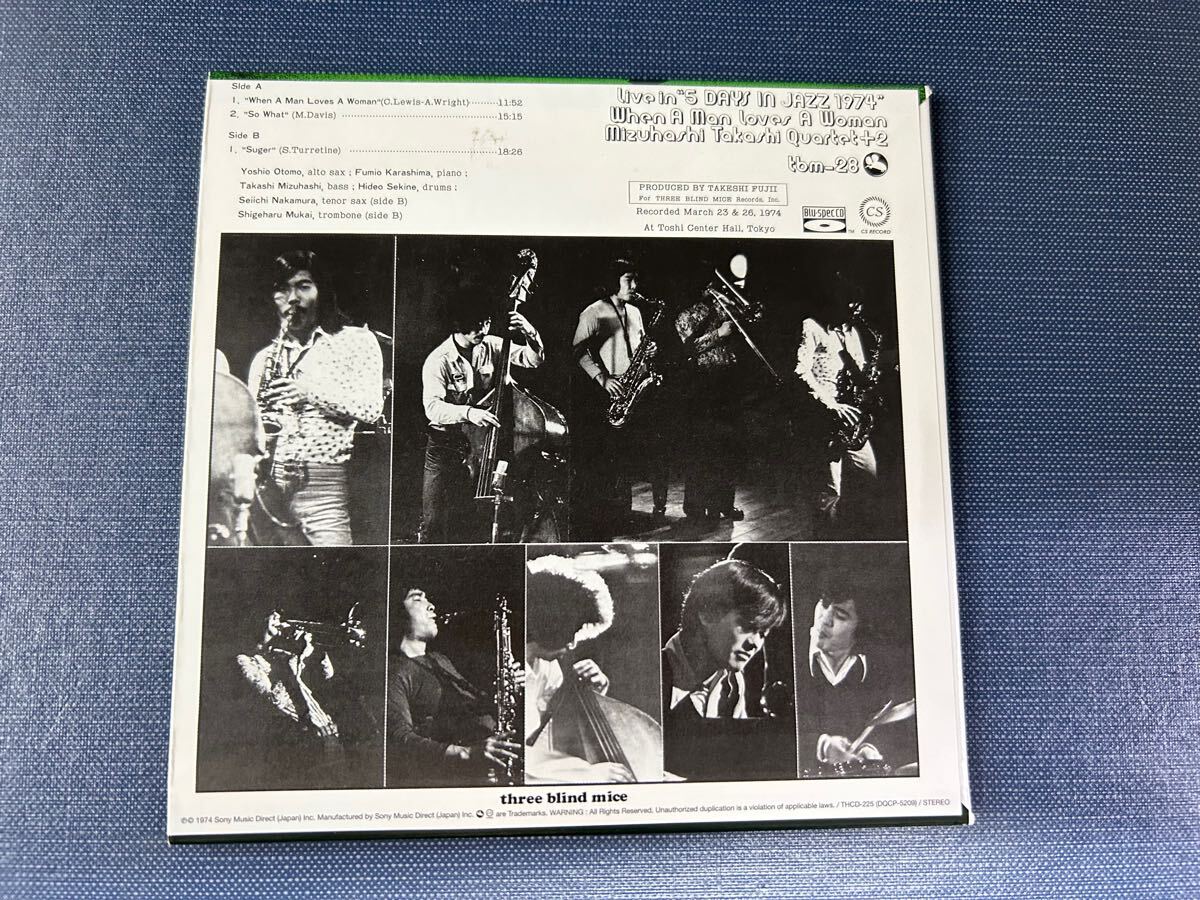 Side A
1, "When A Man Loves A Woman"(C.Lewis-A.Wright)·········11:52
2, "So What" (M.Davis) ·········15:15
Side B
1, "Suger" (S.Turretine) ·········18:26
Yoshio Otomo, alto sax ; Fumio Karashima, piano ;
Takashi Mizuhashi, bass ; Hideo Sekine, drums ;
Seiichi Nakamura, tenor sax (side B)
Shigeharu Mukai, trombone (side B)
Live in "5 DAYS IN JAZZ 1974"
When A Man Loves A Woman
Mizuhashi Takashi Quartet+2
tbm-28
PRODUCED BY TAKESHI FUJII
For THREE BLIND MICE Records, Inc.
Recorded March 23 & 26, 1974
At Toshi Center Hall, Tokyo
Blu-spec CD
TM
CS
CS RECORD
three blind mice
℗© 1974 Sony Music Direct (Japan) Inc. Manufactured by Sony Music Direct (Japan) Inc. are Trademarks. WARNING : All Rights Reserved. Unauthorized duplication is a violation of applicable laws. / THCD-225 (DQCP-5209) / STEREO